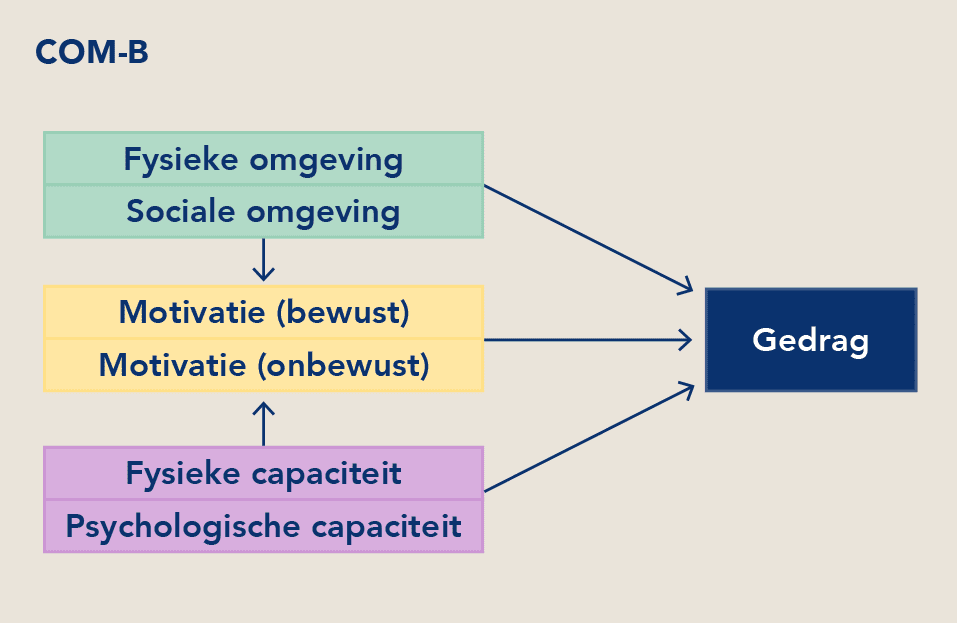 COM-B
Fysieke omgeving
Sociale omgeving
Motivatie (bewust)
Motivatie (onbewust)
Gedrag
Fysieke capaciteit
Psychologische capaciteit